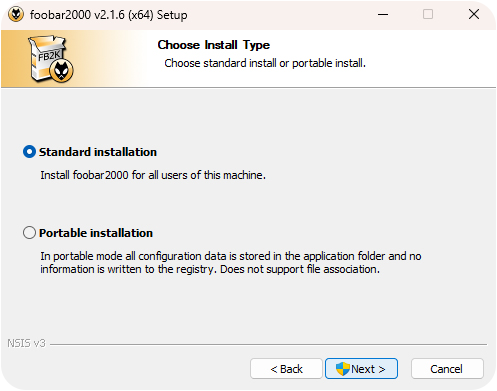 foobar2000 v2.1.6 (x64) Setup
FB2K
Choose Install Type
Choose standard install or portable install.
Standard installation
Install foobar2000 for all users of this machine.
Portable installation
In portable mode all configuration data is stored in the application folder and no
information is written to the registry. Does not support file association.
NSIS v3
< Back
Next >
Cancel